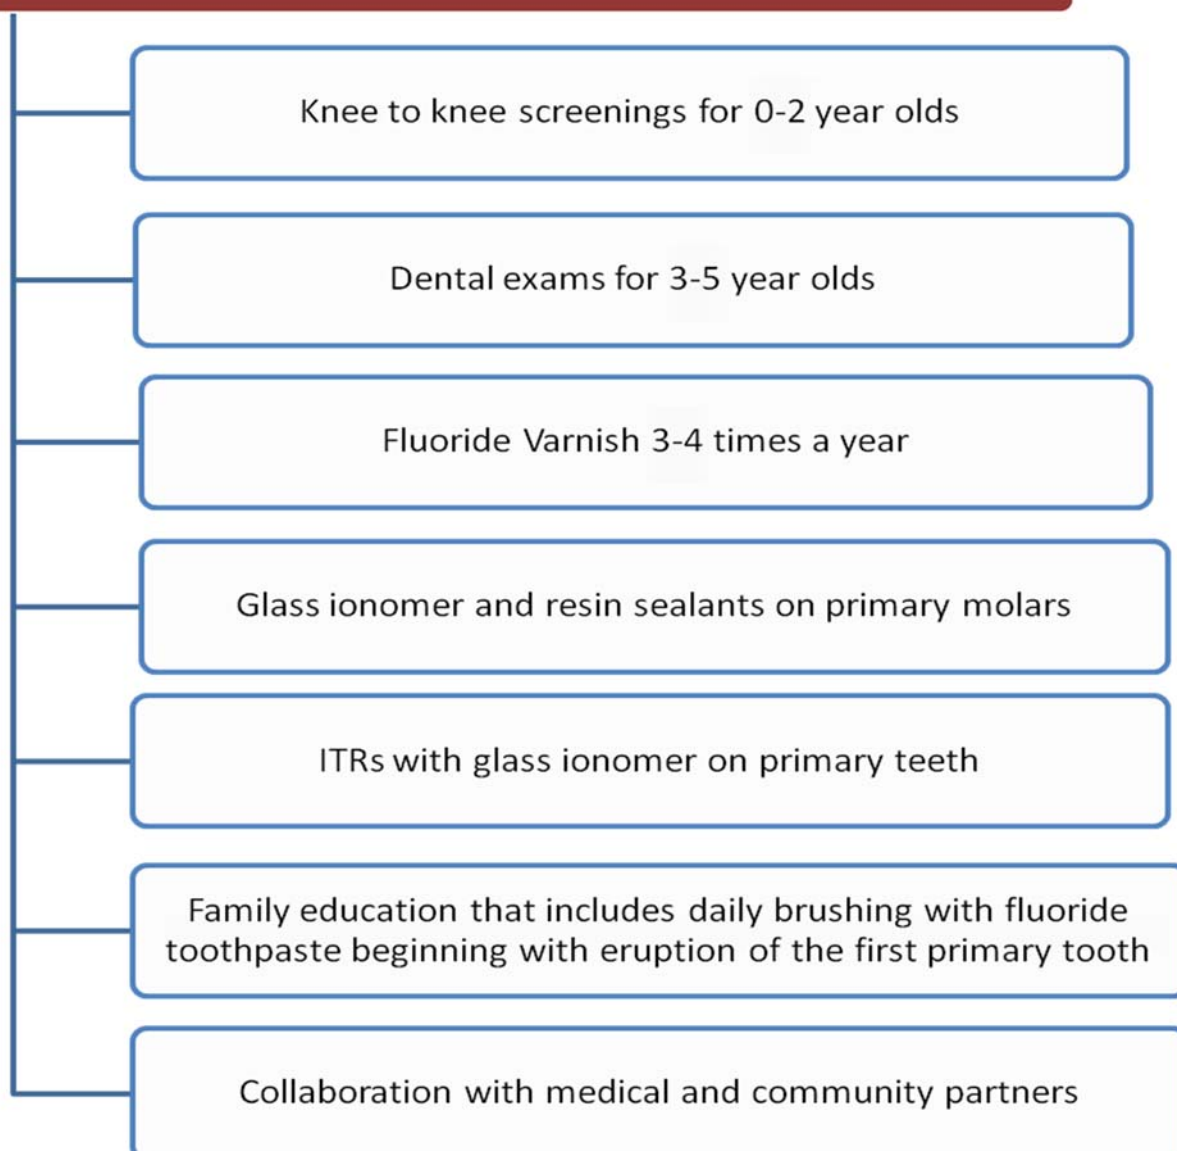 Knee to knee screenings for 0-2 year olds
Dental exams for 3-5 year olds
Fluoride Varnish 3-4 times a year
Glass ionomer and resin sealants on primary molars
ITRs with glass ionomer on primary teeth
Family education that includes daily brushing with fluoride
toothpaste beginning with eruption of the first primary tooth
Collaboration with medical and community partners